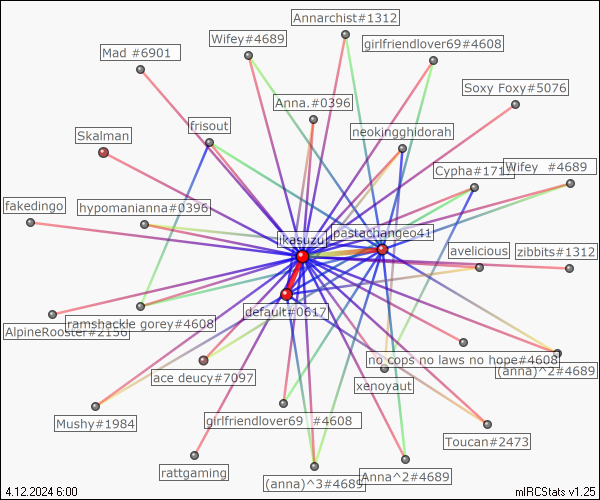 Annarchist#1312
Wifey#4689
girlfriendlover69#4608
Mad #6901
Soxy Foxy#5076
Anna.#0396
frisout
neokingghidorah
Skalman
Cypha#171
Wifey #4689
fakedingo
hypomanianna#0396
ikasuzu
pastachangeo41
avelicious
zibbits#1312
default#0617
AlpineRooster#2156
ramshackle gorey#4608
no cops no laws no hope#4608
(anna)^2#4689
ace deucy#7097
xenoyaut
Mushy#1984
girlfriendlover69 #4608
Toucan#2473
rattgaming
(anna)^3#4689
Anna^2#4689
4.12.2024 6:00
mIRCStats v1.25